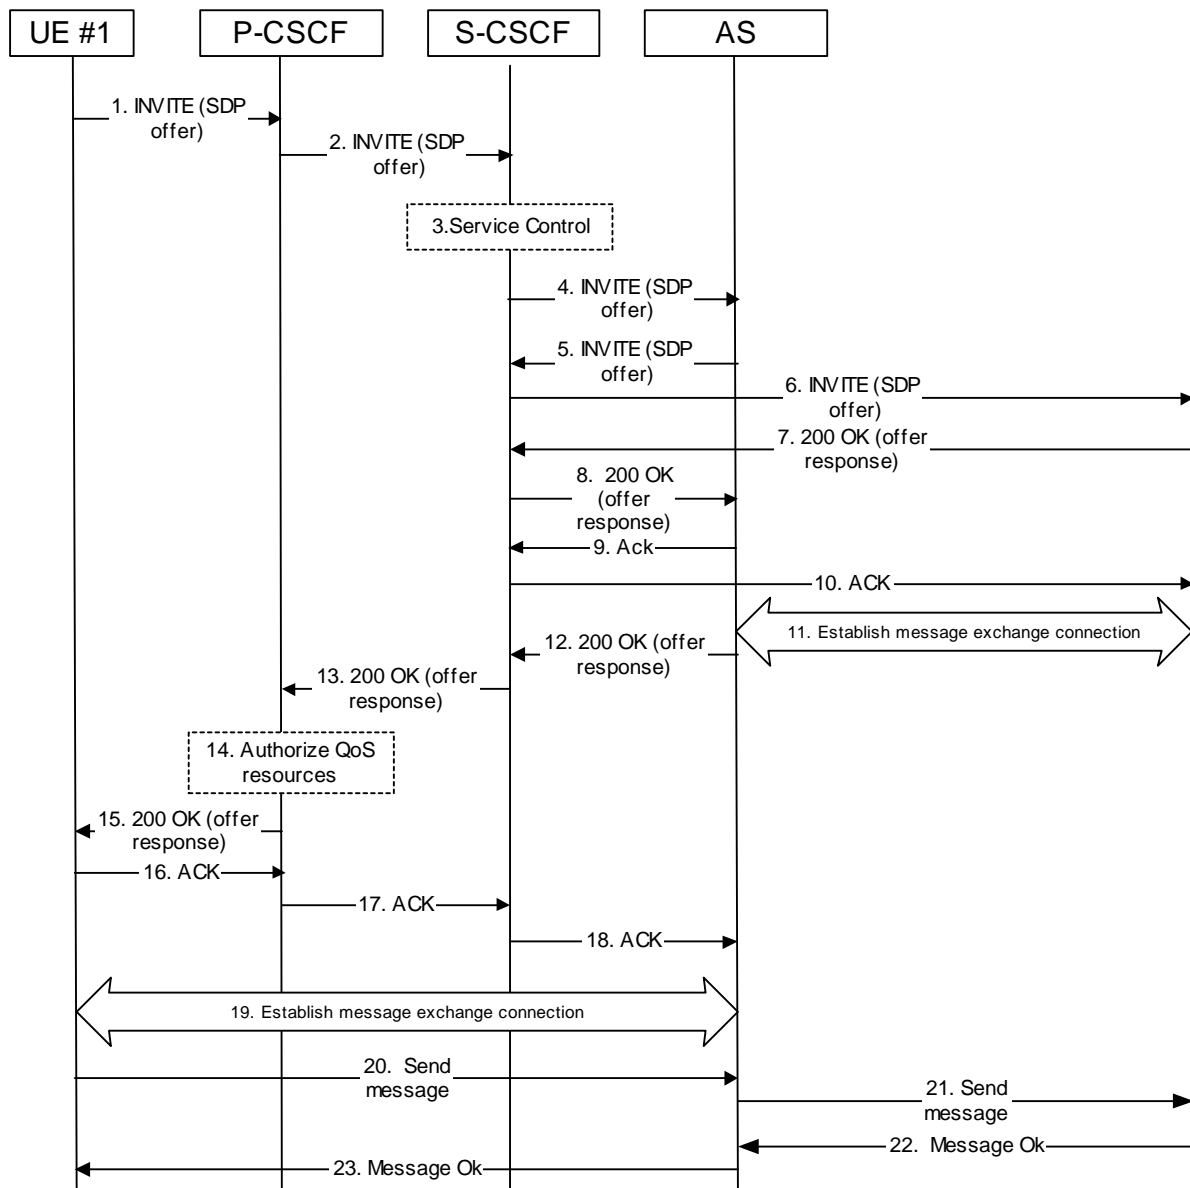 UE #1
P-CSCF
S-CSCF
AS
1. INVITE (SDP
offer)
2. INVITE (SDP
offer)
3.Service Control
4. INVITE (SDP
offer)
5. INVITE (SDP
offer)
6. INVITE (SDP
offer)
7. 200 OK (offer
response)
8. 200 OK
(offer
response)
9. Ack
10. ACK
11. Establish message exchange connection
12. 200 OK (offer
response)
13. 200 OK (offer
response)
14. Authorize QoS
resources
15. 200 OK (offer
response)
16. ACK
17. ACK
18. ACK
19. Establish message exchange connection
20. Send
message
21. Send
message
22. Message Ok
23. Message Ok